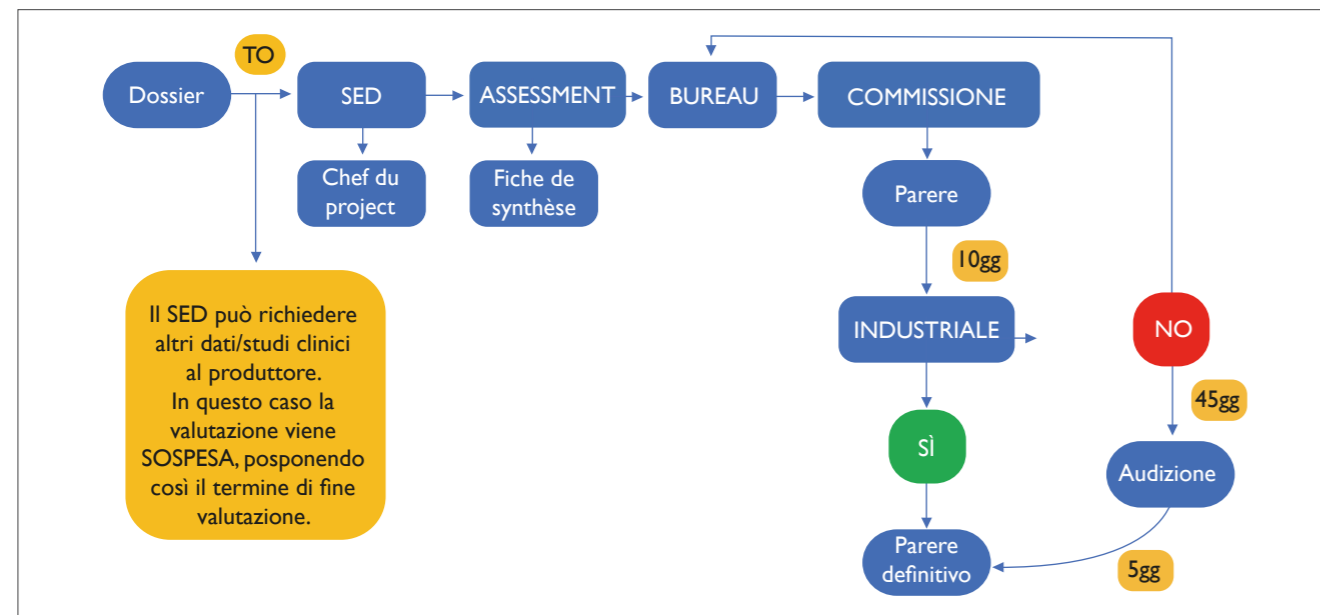 TO
Dossier
SED
ASSESSMENT
BUREAU
COMMISSIONE
Chef du
project
Fiche de
synthèse
Parere
10gg
Il SED può richiedere
altri dati/studi clinici
al produttore.
In questo caso la
valutazione viene
SOSPESA, posponendo
così il termine di fine
valutazione.
INDUSTRIALE
NO
45gg
SÌ
Audizione
Parere
definitivo
5gg